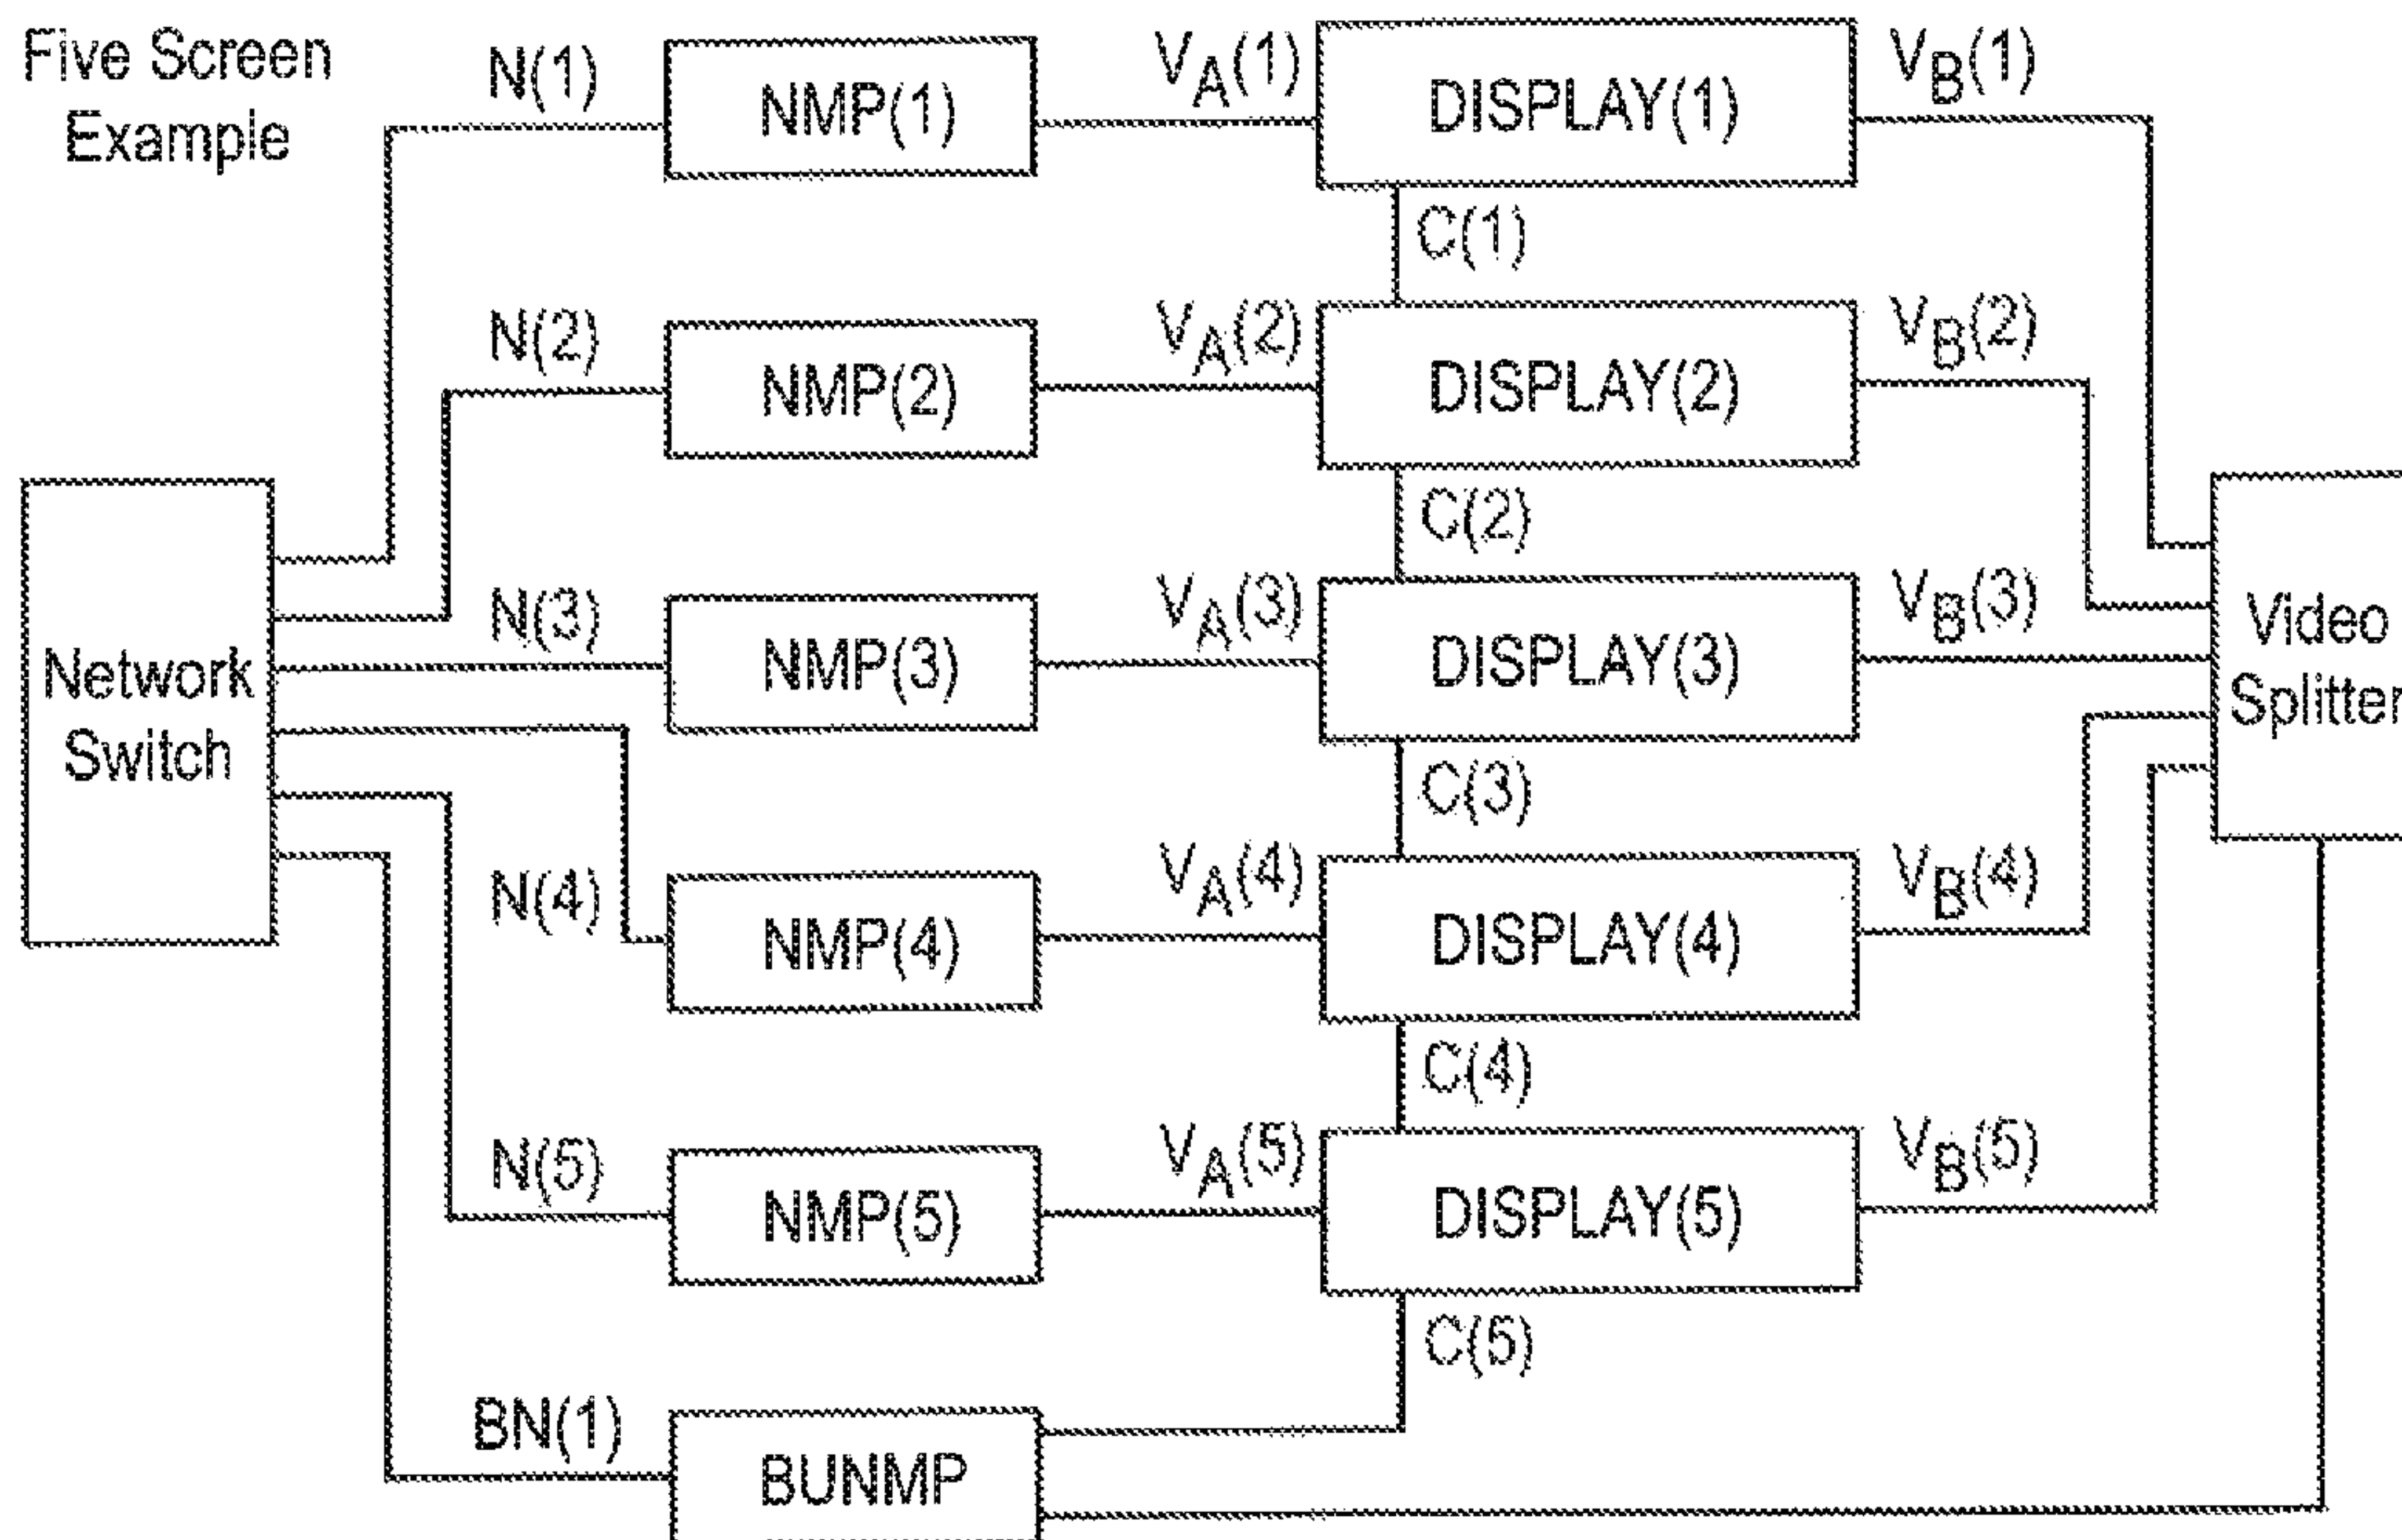 Five Screen
Example
N(1)
NMP(1)
VA(1)
DISPLAY(1)
VB(1)
C(1)
N(2)
NMP(2)
VA(2)
DISPLAY(2)
VB(2)
C(2)
Network
Switch
N(3)
NMP(3)
VA(3)
DISPLAY(3)
VB(3)
Video
Splitter
C(3)
N(4)
NMP(4)
VA(4)
DISPLAY(4)
VB(4)
C(4)
N(5)
NMP(5)
VA(5)
DISPLAY(5)
VB(5)
C(5)
BN(1)
BUNMP